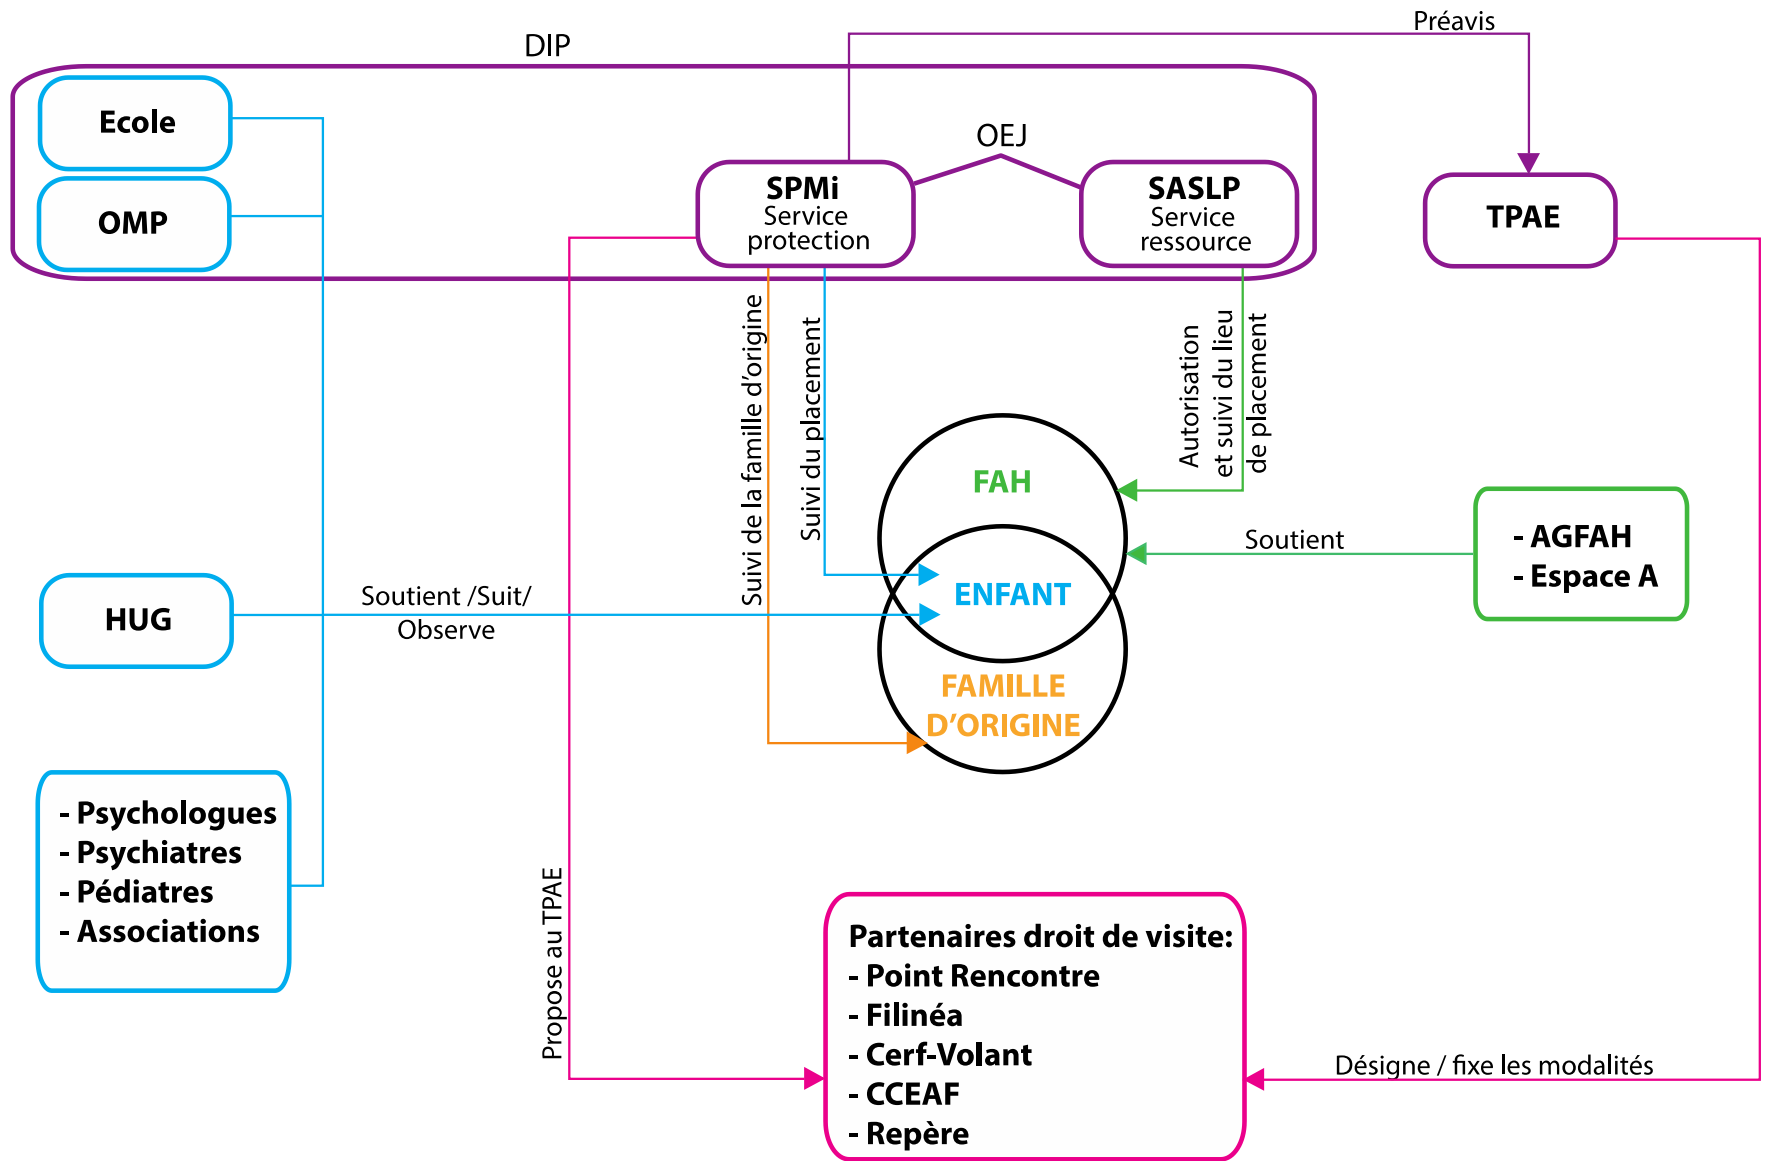 Préavis
DIP
Ecole
OEJ
OMP
SPMi
Service
protection
SASLP
Service
ressource
TPAE
Suivi de la famille d'origine
Suivi du placement
Autorisation
et suivi du lieu
de placement
FAH
Soutient
- AGFAH
- Espace A
ENFANT
HUG
Soutient /Suit/
Observe
FAMILLE
D'ORIGINE
- Psychologues
- Psychiatres
- Pédiatres
- Associations
Propose au TPAE
Partenaires droit de visite:
- Point Rencontre
- Filinéa
- Cerf-Volant
- CCEAF
- Repère
Désigne / fixe les modalités